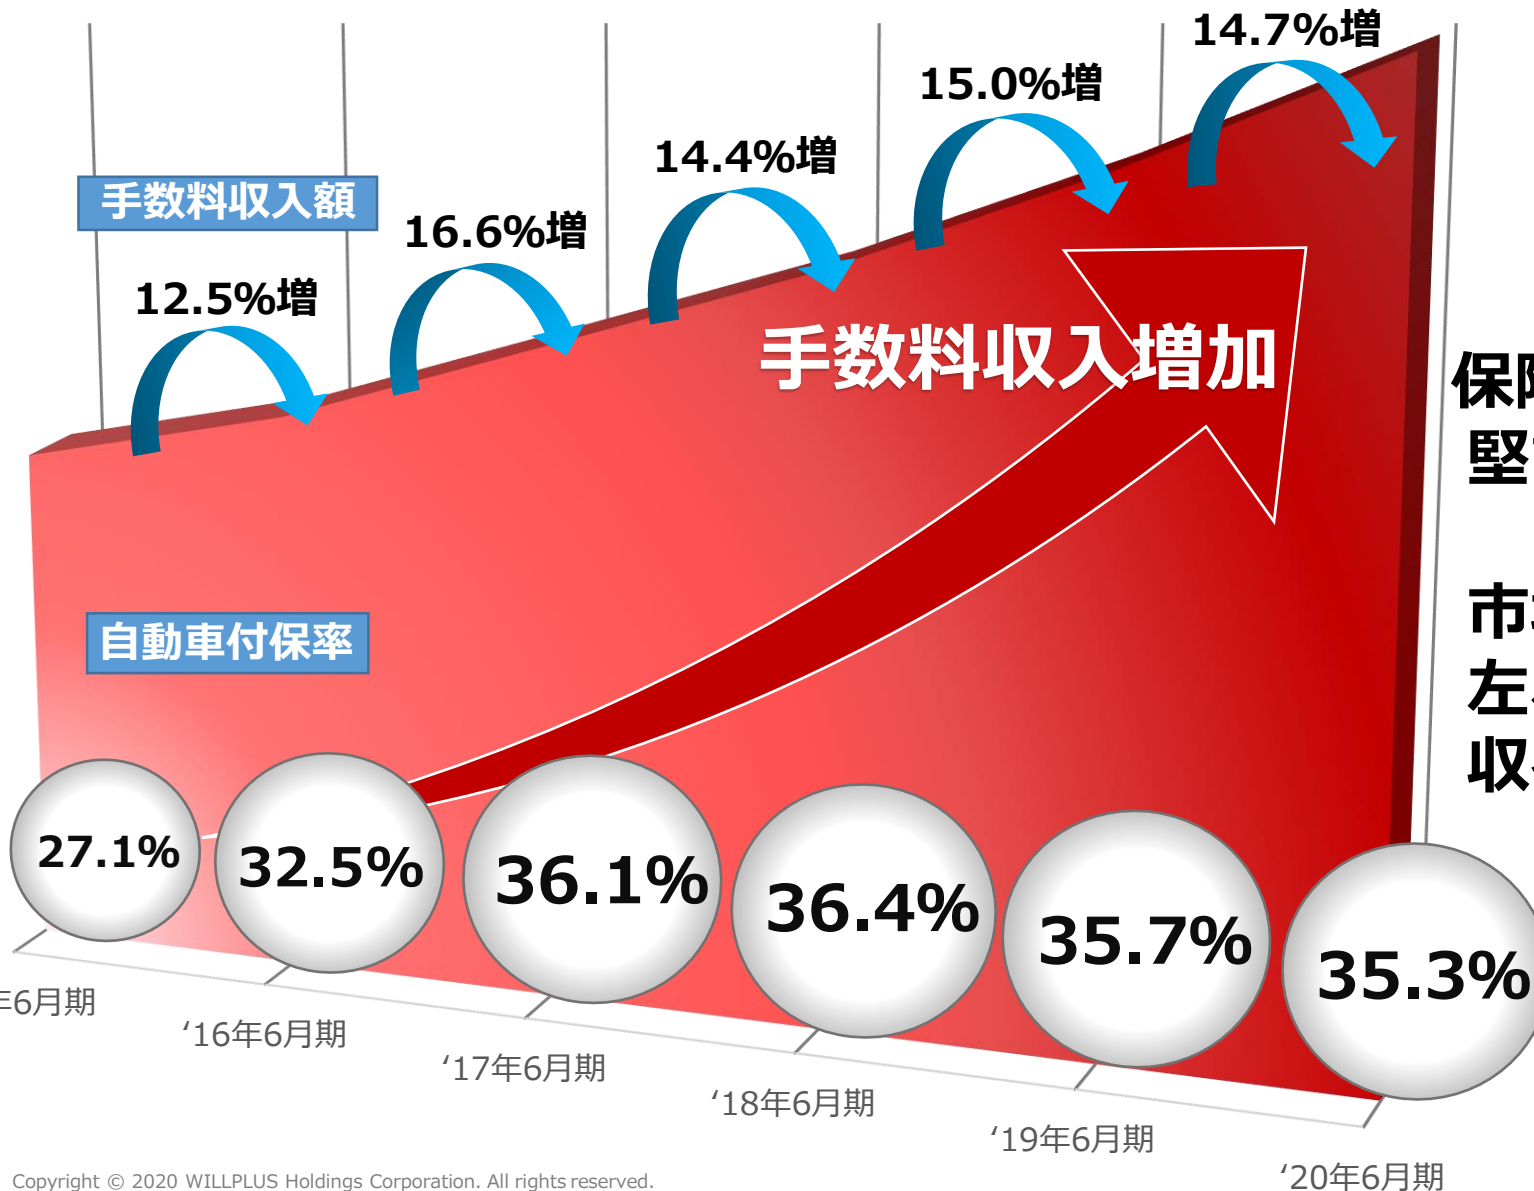 14.7%増
15.0%増
14.4%増
手数料収入額
16.6%増
12.5%増
手数料収入増加
保
堅
市
左
収
自動車付保率
27.1%
32.5%
36.1%
36.4%
35.7%
35.3%
年6月期
‘16年6月期
‘17年6月期
‘18年6月期
‘19年6月期
‘20年6月期
Copyright © 2020 WILLPLUS Holdings Corporation. All rights reserved.